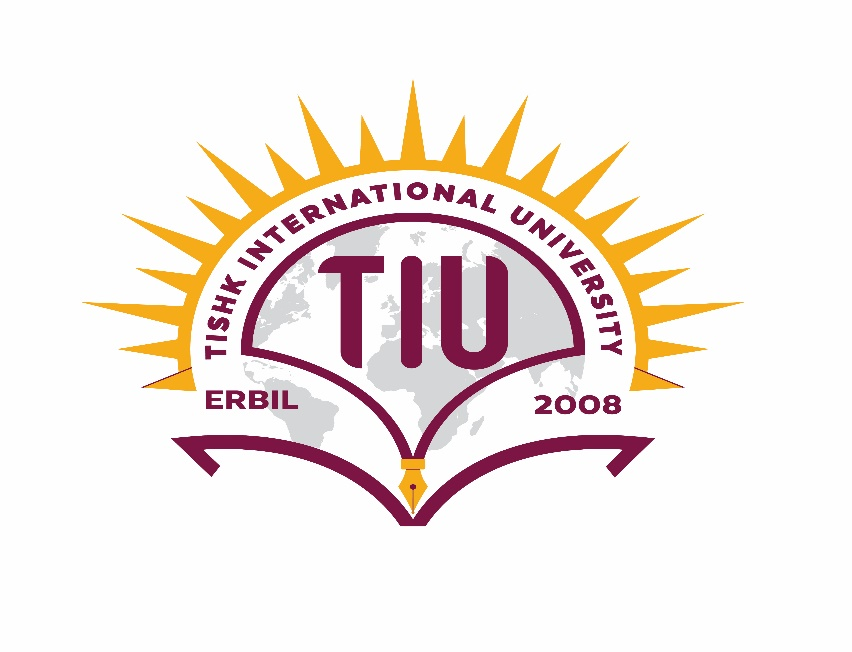 TISHK INTERNATIONAL UNIVERSITY
TIU
ERBIL
2008